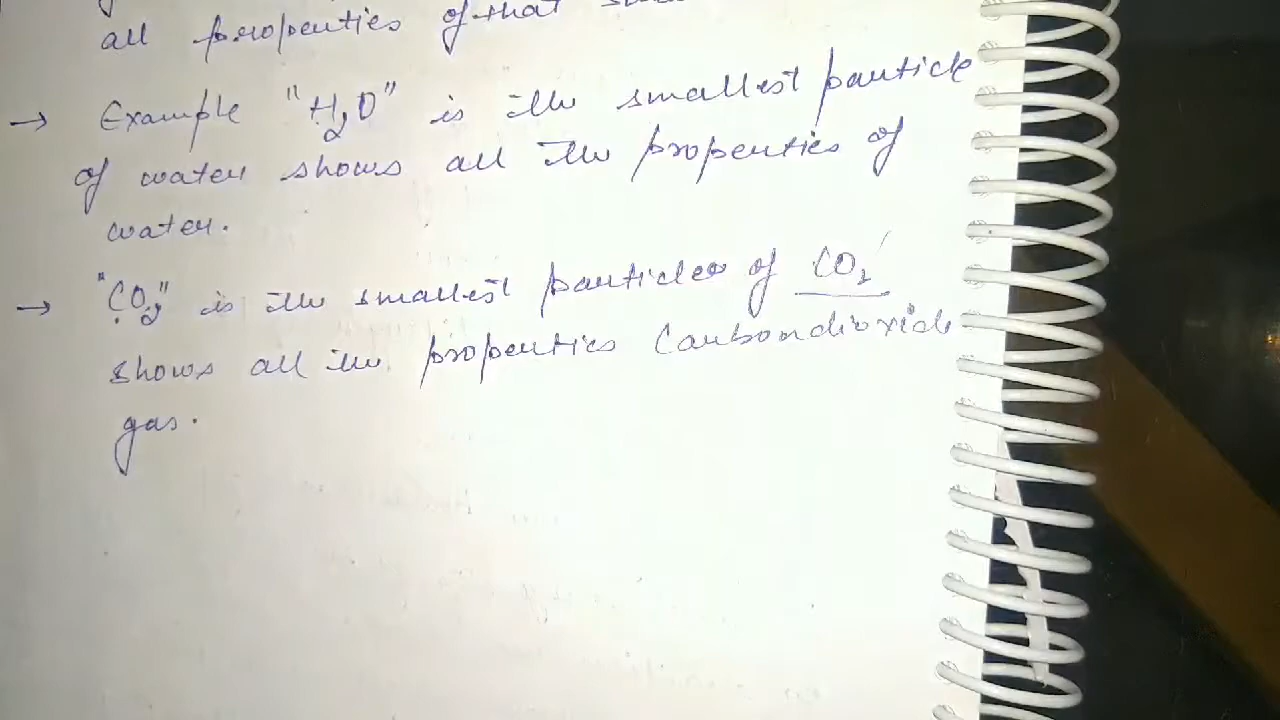 all properties of that
→ Example "H₂O" is the smallest particle
of water shows all the properties of
water.
→ "CO₂" is the smallest particles of CO₂
shows all the properties Carbondioxide
gas.